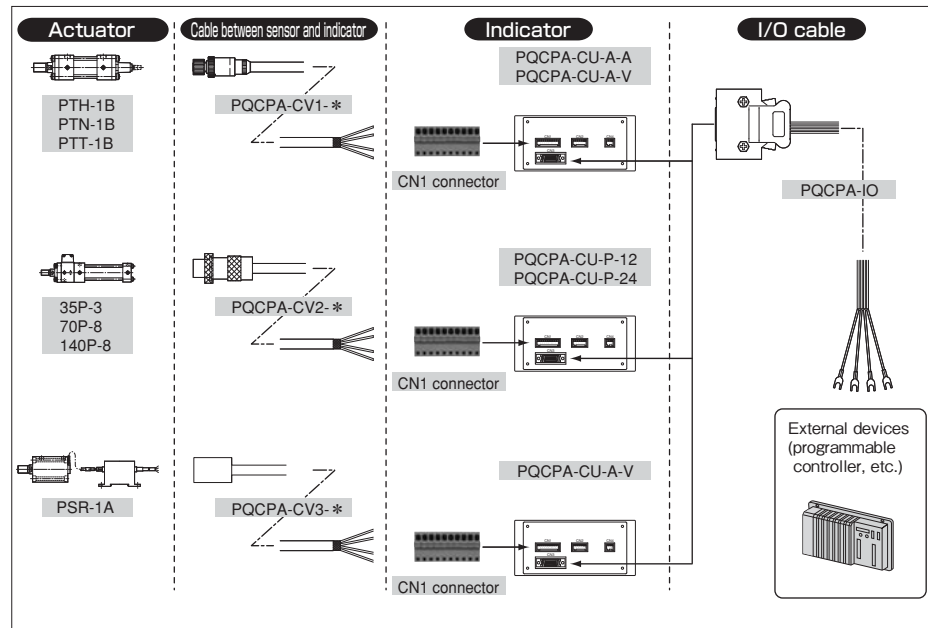 Actuator
Cable between sensor and indicator
Indicator
I/O cable
PTH-1B
PTN-1B
PTT-1B
PQCPA-CV1-*
PQCPA-CU-A-A
PQCPA-CU-A-V
CN1 connector
PQCPA-IO
35P-3
70P-8
140P-8
PQCPA-CV2-*
PQCPA-CU-P-12
PQCPA-CU-P-24
CN1 connector
PSR-1A
PQCPA-CV3-*
PQCPA-CU-A-V
CN1 connector
External devices
(programmable
controller, etc.)